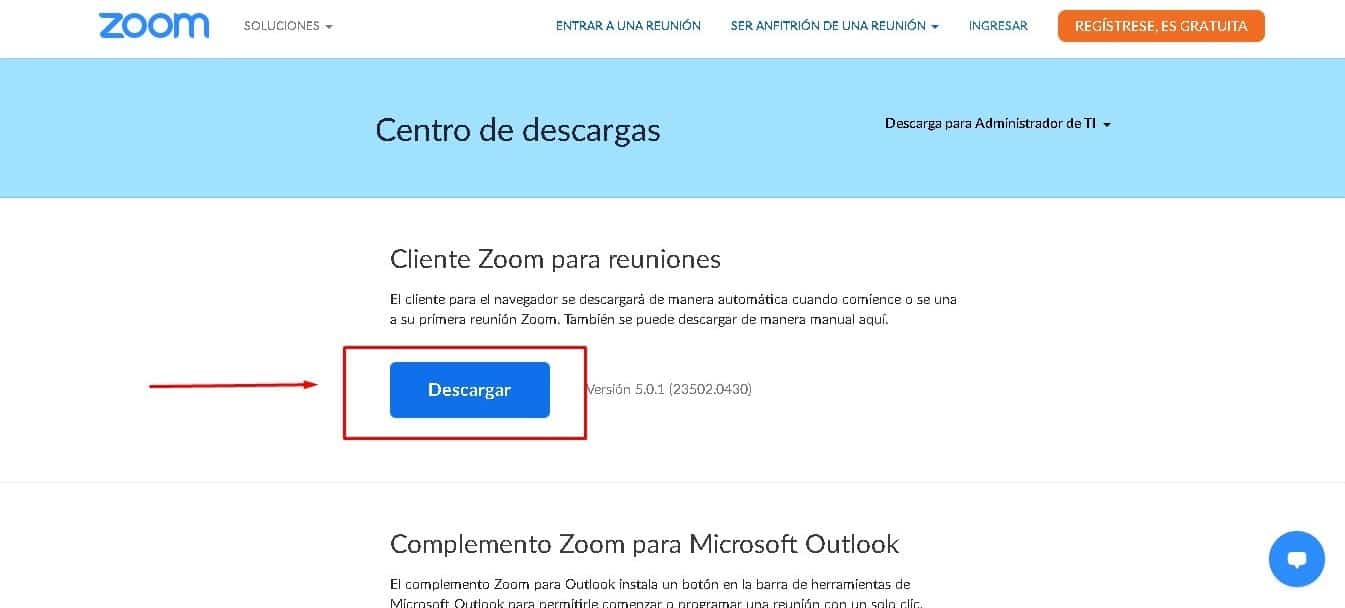 zoom SOLUCIONES ENTRAR A UNA REUNIÓN SER ANFITRIÓN DE UNA REUNIÓN INGRESAR REGÍSTRESE, ES GRATUITA
Centro de descargas
Descarga para Administrador de TI
Cliente Zoom para reuniones
El cliente para el navegador se descargará de manera automática cuando comience o se una
a su primera reunión Zoom. También se puede descargar de manera manual aquí.
Descargar
Versión 5.0.1 (23502.0430)
Complemento Zoom para Microsoft Outlook
El complemento Zoom para Outlook instala un botón en la barra de herramientas de
Microsoft Outlook para permitirle comenzar o programar una reunión con un solo clic.